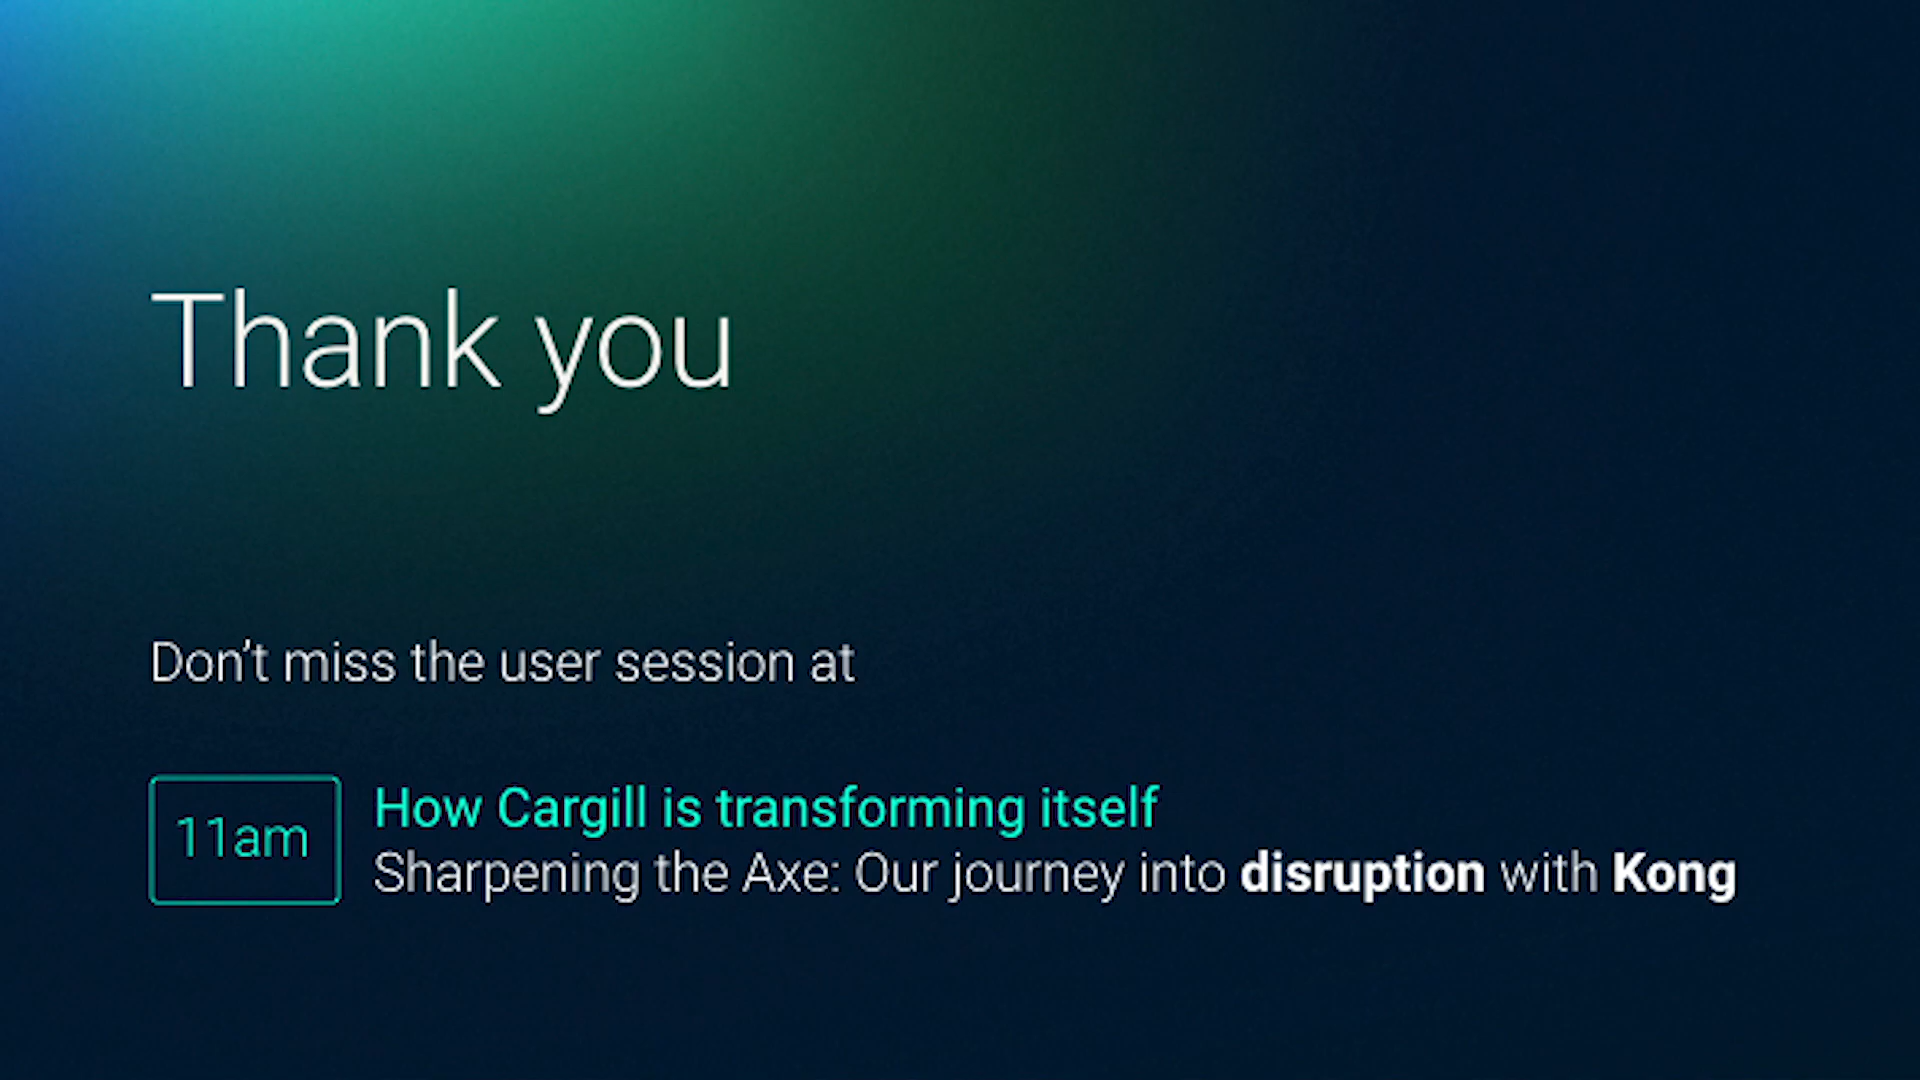 Thank you
Don’t miss the user session at
11am
How Cargill is transforming itself
Sharpening the Axe: Our journey into disruption with Kong